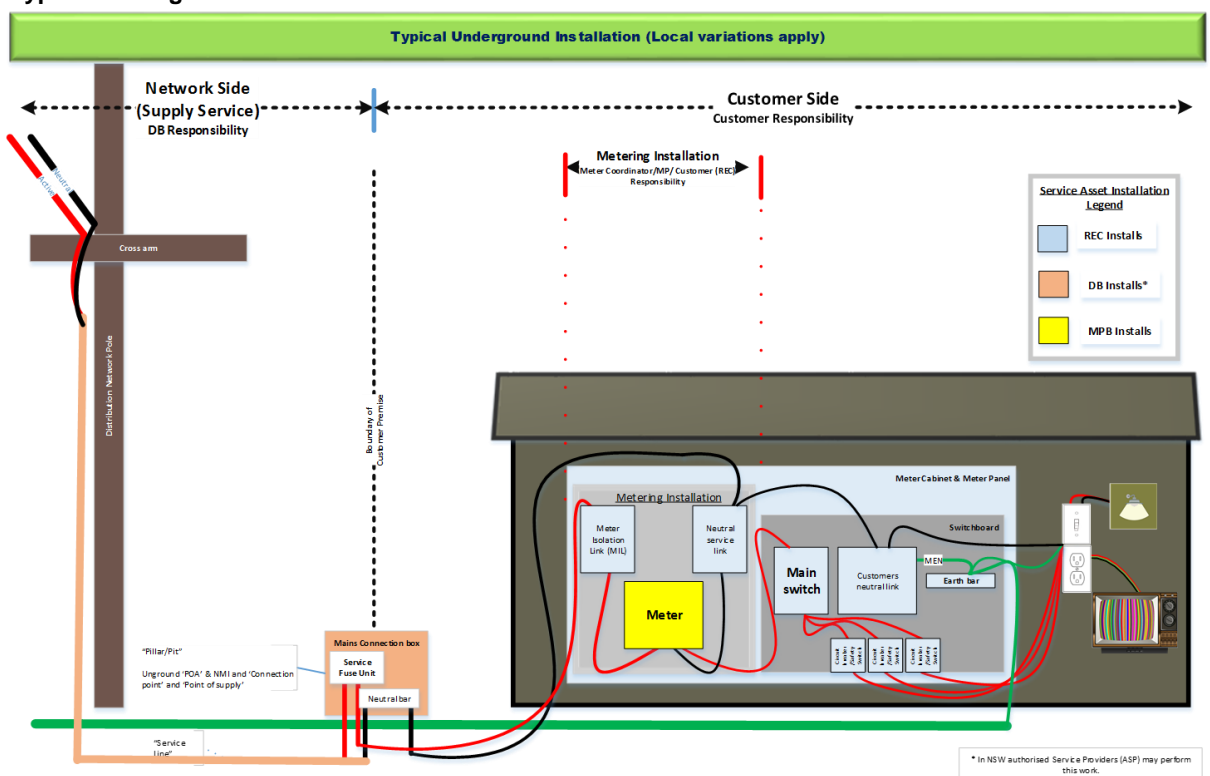 Typical Underground Installation (Local variations apply)
Network Side
(Supply Service)
DB Responsibility
Customer Side
Customer Responsibility
Metering Installation
Meter Coordinator/MP/ Customer (REC)
Responsibility
Service Asset Installation
Legend
REC Installs
DB Installs*
MPB Installs
Active
Neutral
Cross arm
Distribution Network Pole
Boundary of
Customer Premise
Meter Cabinet & Meter Panel
Metering Installation
Meter
Isolation
Link (MIL)
Neutral
service
link
Meter
Switchboard
Main
switch
Customers
neutral link
MEN
Earth bar
Switch
Switch
Switch
Mains Connection box
Service
Fuse Unit
Neutral bar
"Pillar/Pit"
Unground 'POA' & NMI and 'Connection
point' and 'Point of supply'
"Service
Line"
* In NSW authorised Service Providers (ASP) may perform
this work.